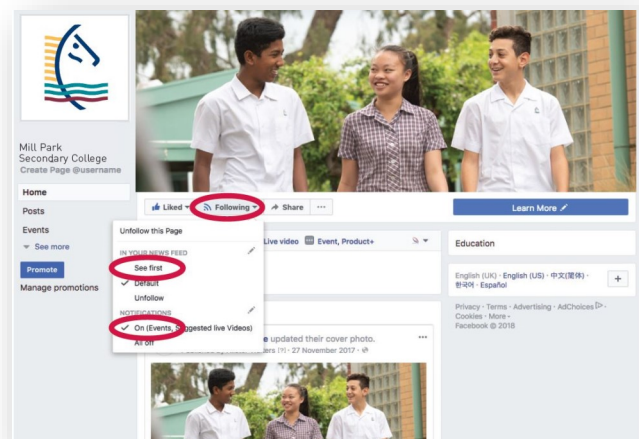 Mill Park
Secondary College
Create Page @username
Home
Posts
Events
See more
Promote
Manage promotions
Liked
Following
Share
Learn More
Unfollow this Page
IN YOUR NEWS FEED
See first
Default
Unfollow
NOTIFICATIONS
On (Events, Suggested live Videos)
All off
Live video
Event, Product+
updated their cover photo.
27 November 2017
Education
English (UK) · English (US) · 中文(简体) ·
한국어 · Español
Privacy · Terms · Advertising · AdChoices ·
Cookies · More ·
Facebook © 2018